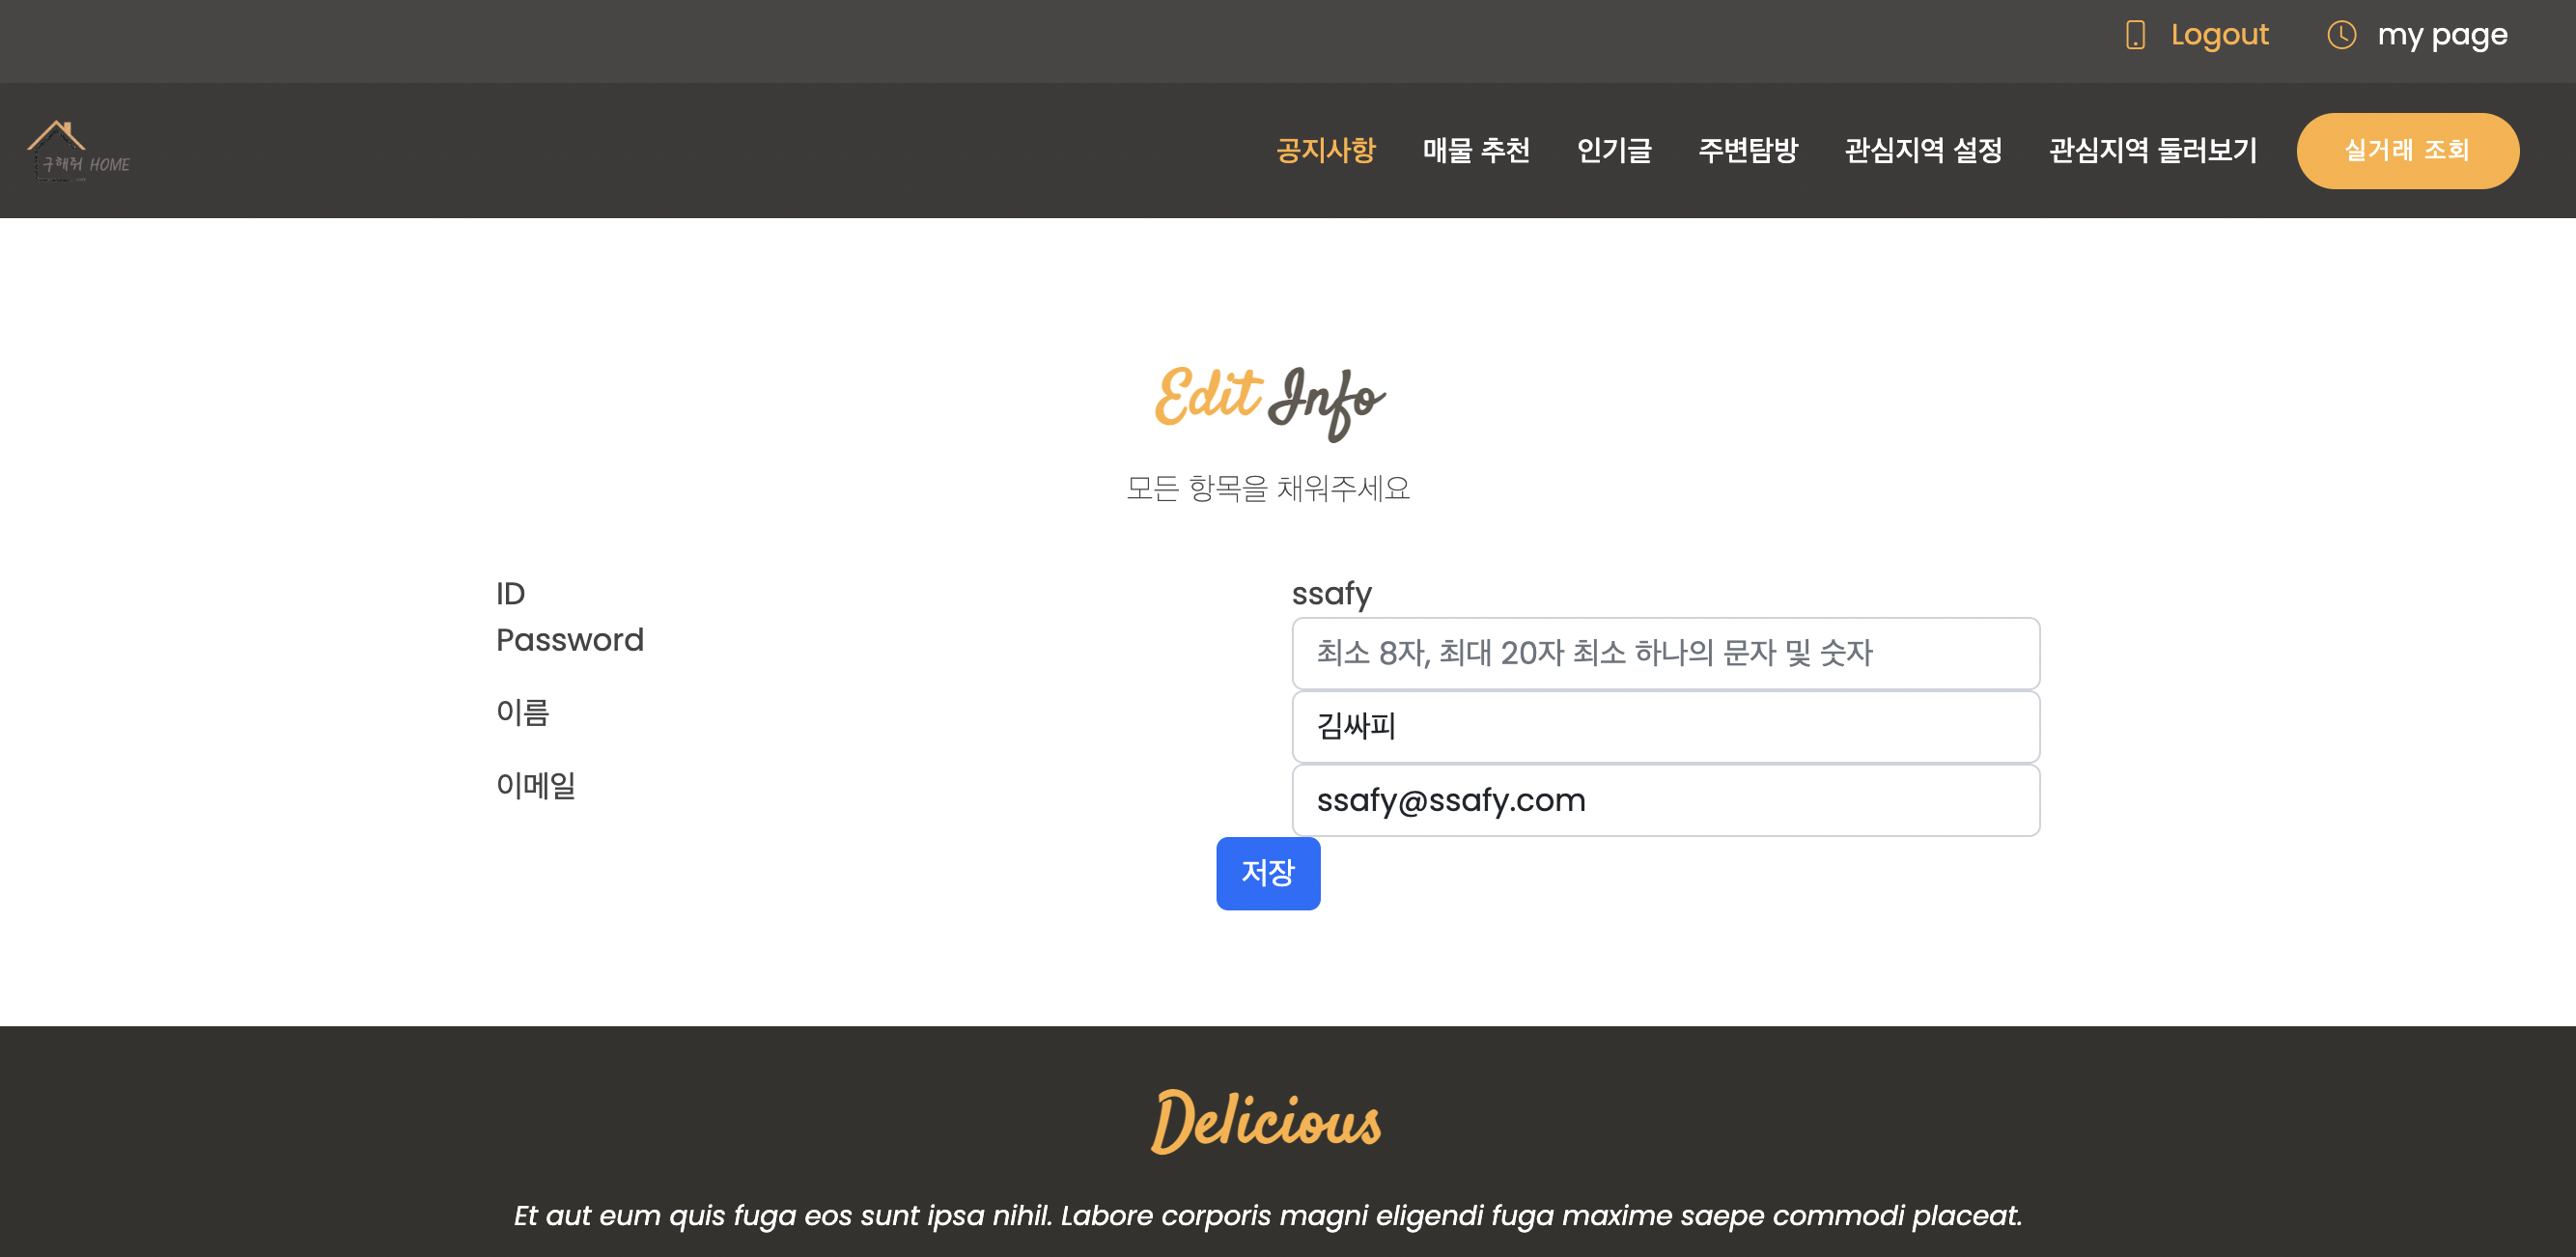 Logout my page
구해줘 HOME
공지사항 매물 추천 인기글 주변탐방 관심지역 설정 관심지역 둘러보기 실거래 조회
Edit Info
모든 항목을 채워주세요
ID ssafy
Password 최소 8자, 최대 20자 최소 하나의 문자 및 숫자
이름 김싸피
이메일 ssafy@ssafy.com
저장
Delicious
Et aut eum quis fuga eos sunt ipsa nihil. Labore corporis magni eligendi fuga maxime saepe commodi placeat.